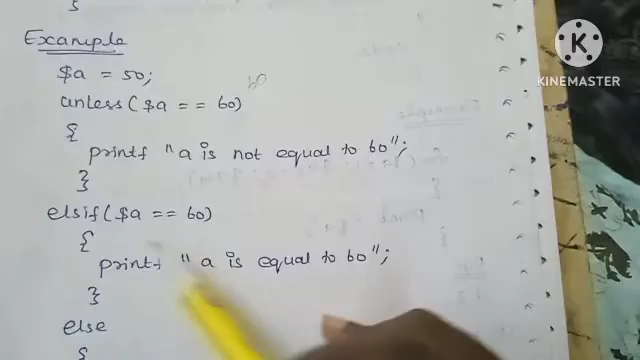 }
Example
$a = 50;
60
unless($a == 60)
{
printf "a is not equal to 60";
}
elsif($a == 60)
{
printf "a is equal to 60";
}
else
{
KINEMASTER